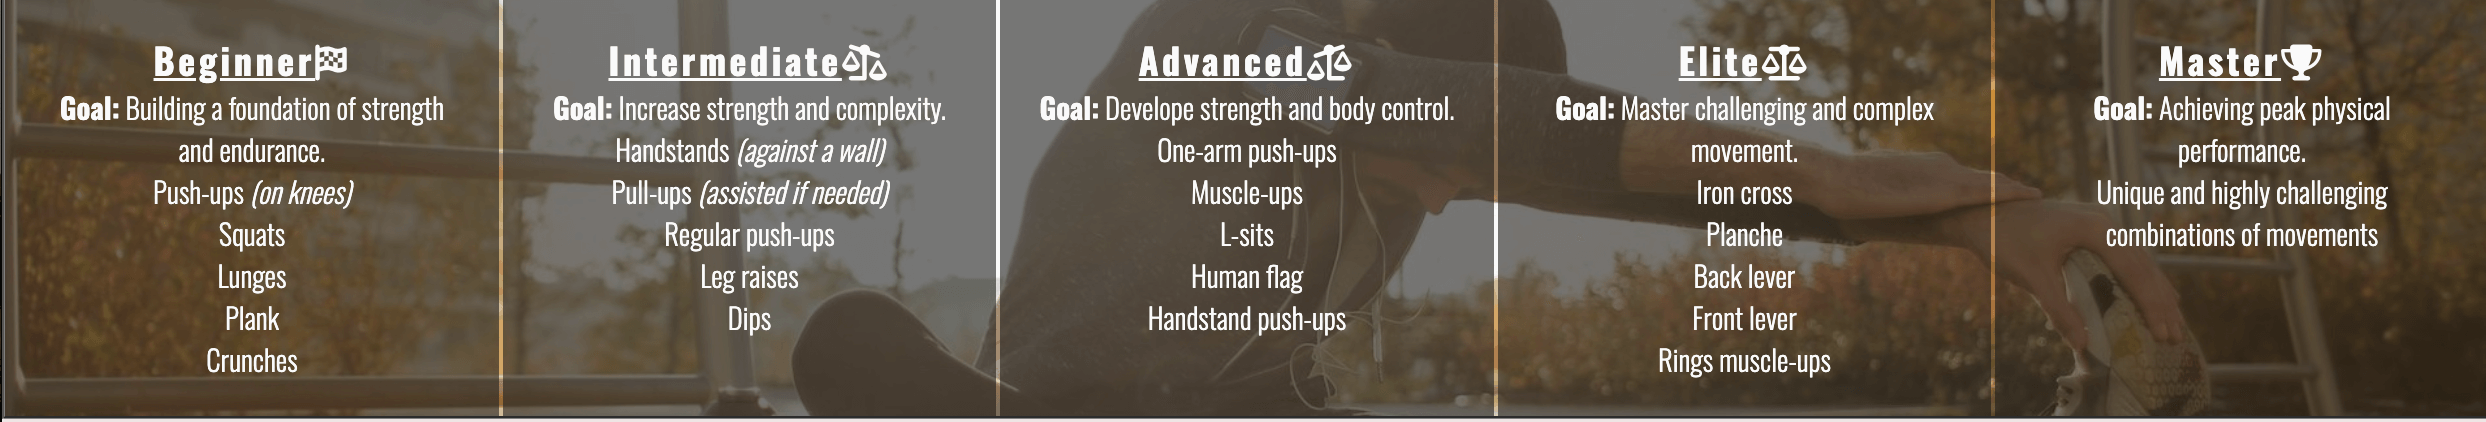 Beginner
Goal: Building a foundation of strength
and endurance.
Push-ups (on knees)
Squats
Lunges
Plank
Crunches
Intermediate
Goal: Increase strength and complexity.
Handstands (against a wall)
Pull-ups (assisted if needed)
Regular push-ups
Leg raises
Dips
Advanced
Goal: Develope strength and body control.
One-arm push-ups
Muscle-ups
L-sits
Human flag
Handstand push-ups
Elite
Goal: Master challenging and complex
movement.
Iron cross
Planche
Back lever
Front lever
Rings muscle-ups
Master
Goal: Achieving peak physical
performance.
Unique and highly challenging
combinations of movements